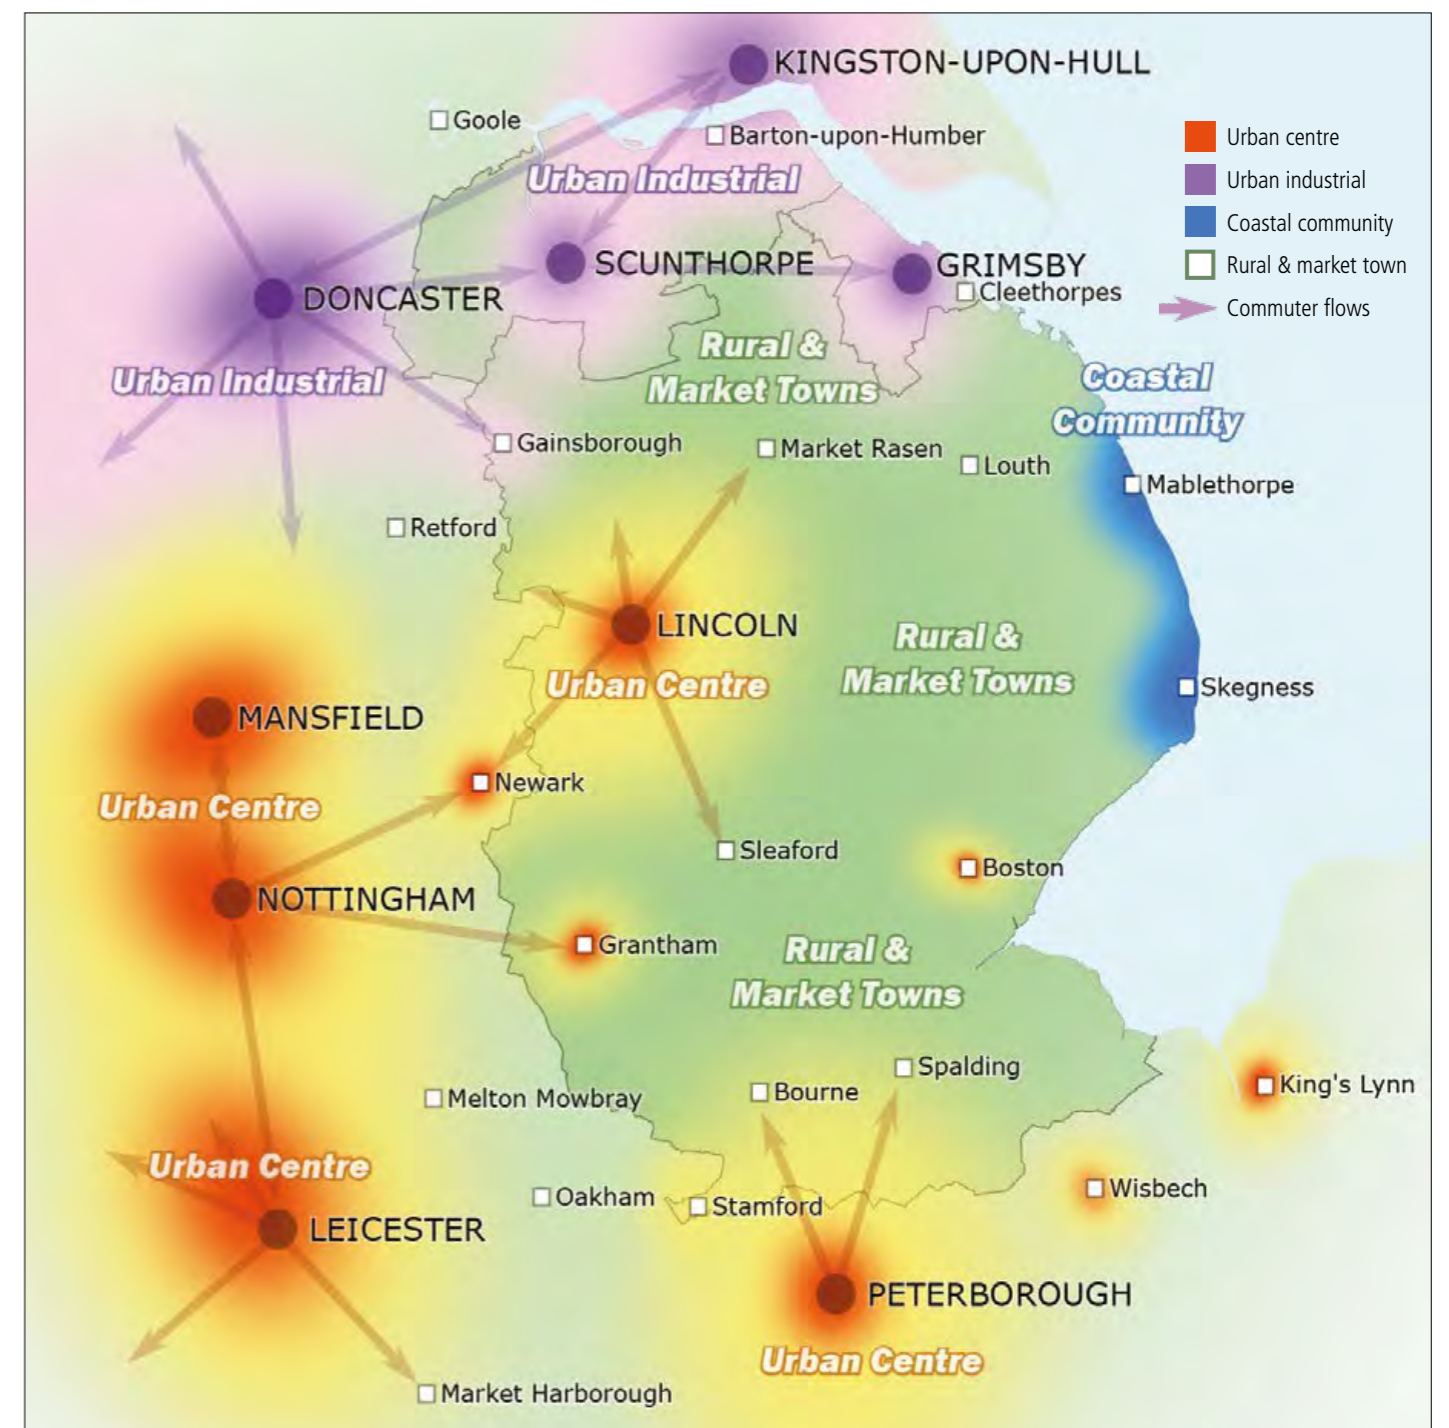 KINGSTON-UPON-HULL
Goole
Barton-upon-Humber
Urban Industrial
SCUNTHORPE
GRIMSBY
Cleethorpes
DONCASTER
Urban Industrial
Rural &
Market Towns
Coastal
Community
Gainsborough
Market Rasen
Louth
Mablethorpe
Retford
LINCOLN
Urban Centre
Rural &
Market Towns
Skegness
MANSFIELD
Newark
Urban Centre
Sleaford
Boston
NOTTINGHAM
Grantham
Rural &
Market Towns
Spalding
Bourne
King's Lynn
Melton Mowbray
Urban Centre
Oakham
Stamford
Wisbech
LEICESTER
PETERBOROUGH
Urban Centre
Market Harborough
Urban centre
Urban industrial
Coastal community
Rural & market town
Commuter flows